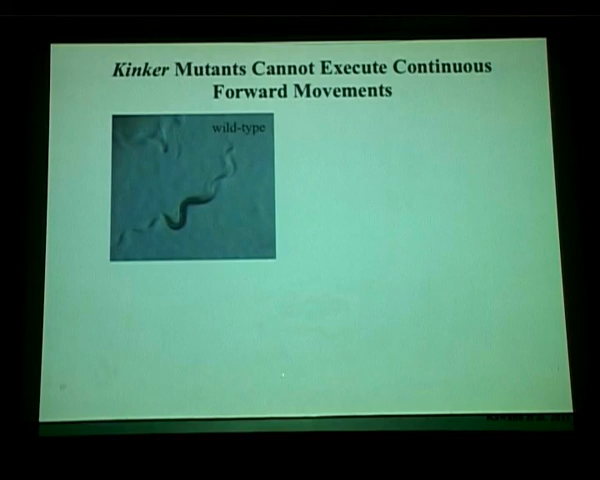 Kinker Mutants Cannot Execute Continuous
Forward Movements
wild-type